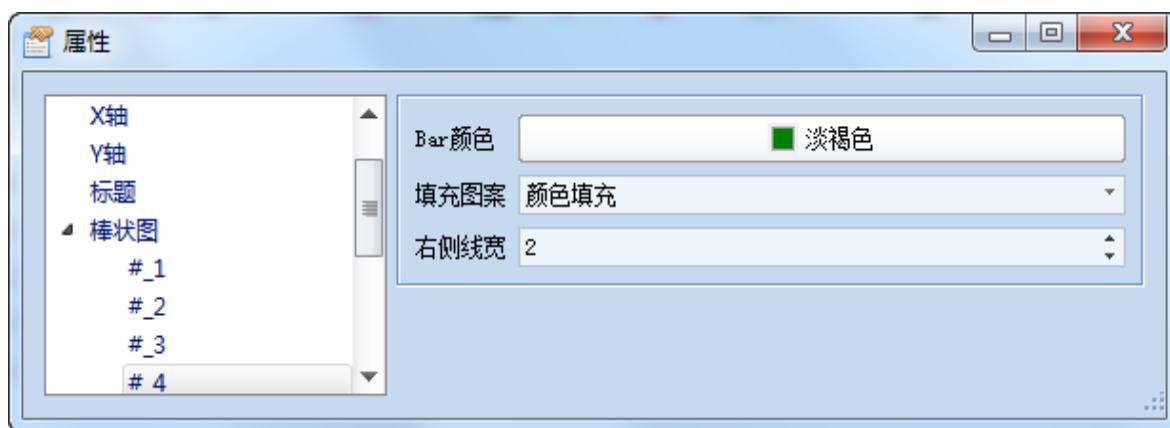 属性
X轴
Y轴
标题
棒状图
#_1
#_2
#_3
#_4
Bar颜色 淡褐色
填充图案 颜色填充
右侧线宽 2